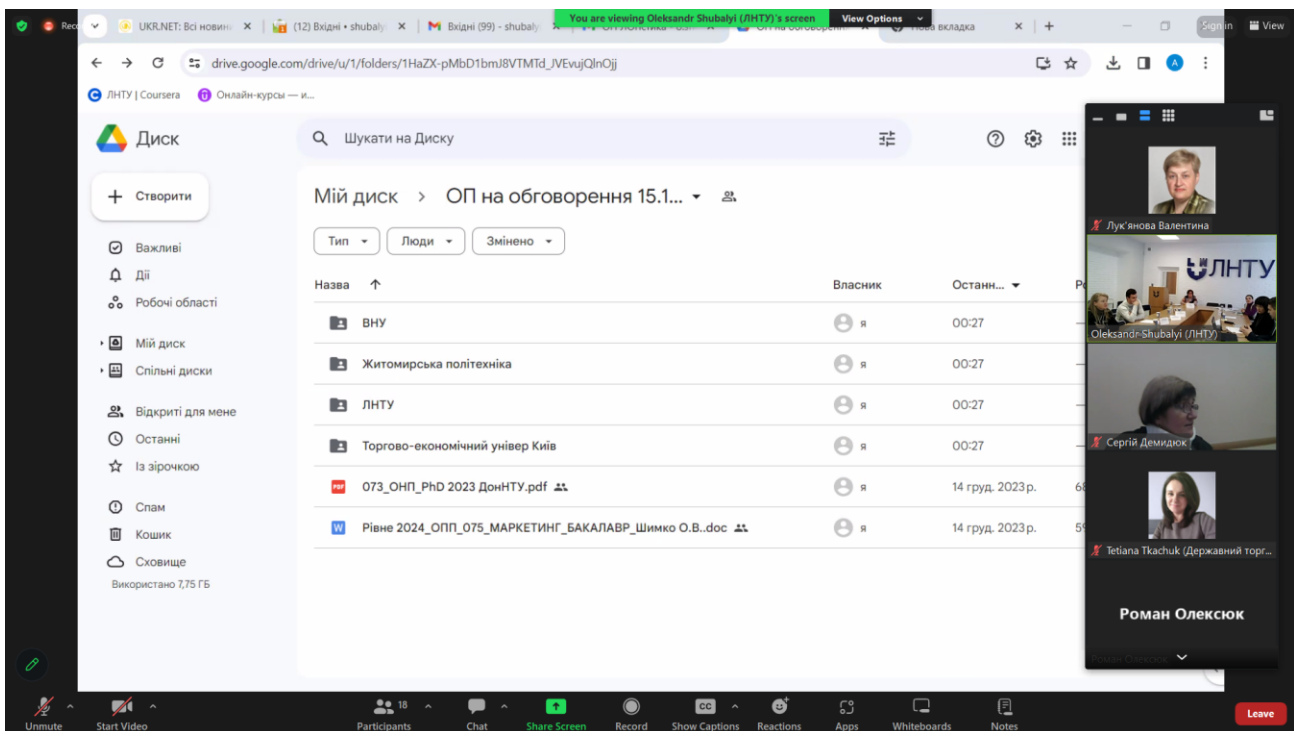 You are viewing Oleksandr Shubalyi (ЛНТУ)'s screen
View Options
Rec
UKR.NET: Всі новин
(12) Вхідні • shubaly
Вхідні (99) - shubaly
Нова вкладка
Sign in
View
drive.google.com/drive/u/1/folders/1HaZX-pMbD1bmJ8VTMTd_JVEvujQlnOjj
A
ЛНТУ | Coursera
Онлайн-курсы — и...
Диск
Шукати на Диску
Створити
Мій диск > ОП на обговорення 15.1...
Тип
Люди
Змінено
Важливі
Дії
Робочі області
Мій диск
Спільні диски
Відкриті для мене
Останні
Із зірочкою
Спам
Кошик
Сховище
Використано 7,75 ГБ
Назва
Власник
Останн...
ВНУ
я
00:27
—
Житомирська політехніка
я
00:27
—
ЛНТУ
я
00:27
—
Торгово-економічний універ Київ
я
00:27
—
PDF
073_ОНП_PhD 2023 ДонНТУ.pdf
я
14 груд. 2023 р.
W
Рівне 2024_ОПП_075_МАРКЕТИНГ_БАКАЛАВР_Шимко О.В..doc
я
14 груд. 2023 р.
Лук'янова Валентина
ЛНТУ
Oleksandr Shubalyi (ЛНТУ)
Сергій Демидюк
Tetiana Tkachuk (Державний торг...
Роман Олексюк
Роман Олексюк
Unmute
Start Video
18
Participants
Chat
Share Screen
Record
CC
Show Captions
Reactions
Apps
Whiteboards
Notes
Leave